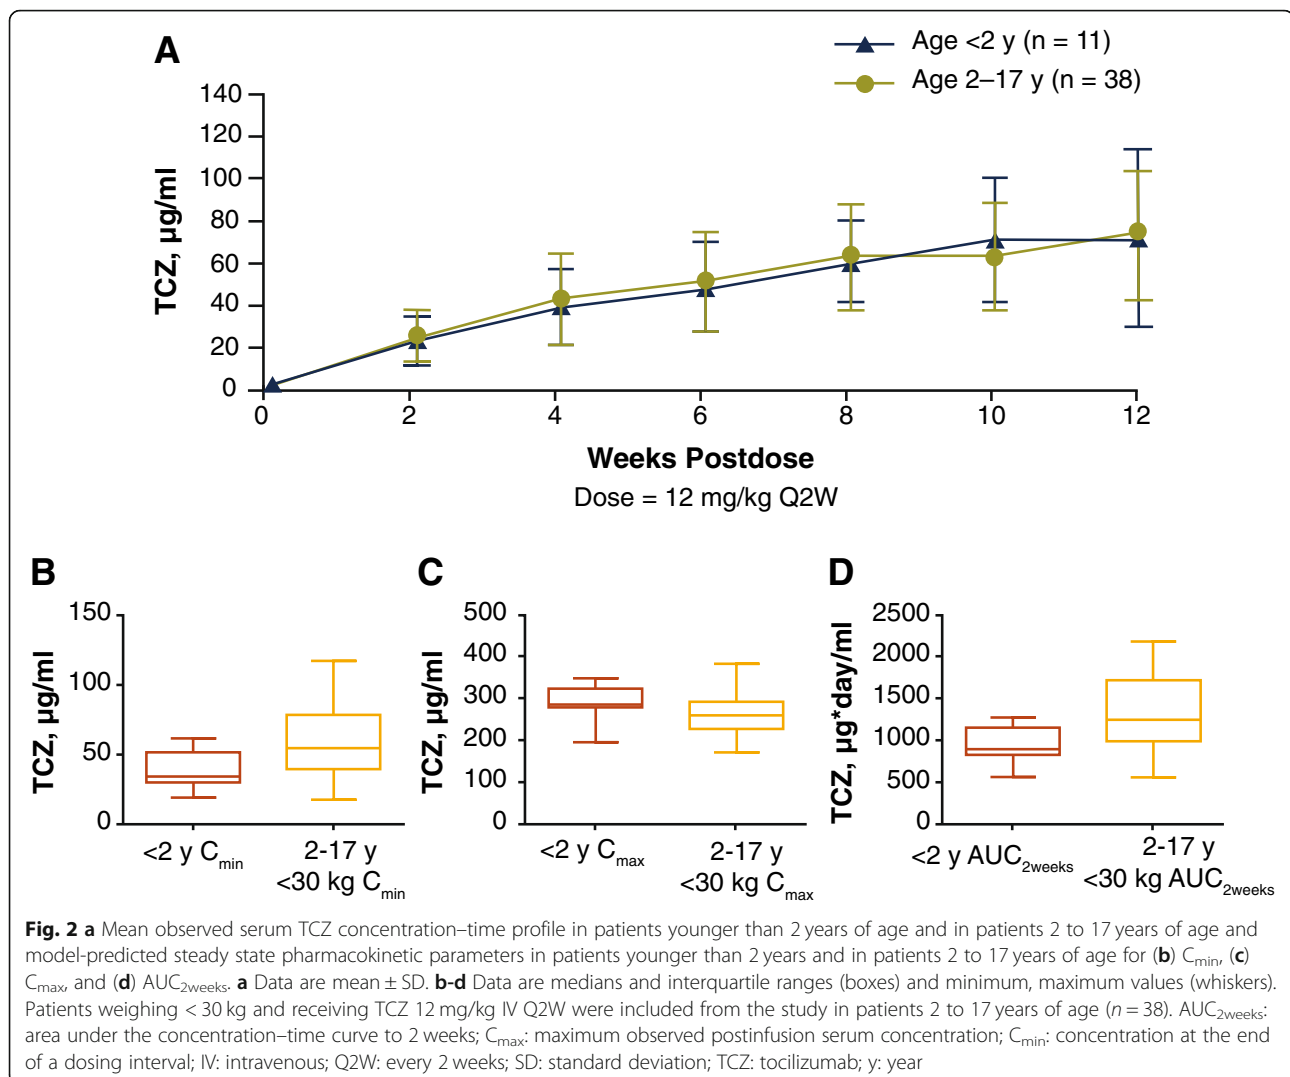 A
Age <2 y (n = 11)
Age 2–17 y (n = 38)
140
120
100
80
60
40
20
0
TCZ, µg/ml
0 2 4 6 8 10 12
Weeks Postdose
Dose = 12 mg/kg Q2W
B
150
100
50
0
TCZ, µg/ml
<2 y Cmin
2-17 y
<30 kg Cmin
C
500
400
300
200
100
0
TCZ, µg/ml
<2 y Cmax
2-17 y
<30 kg Cmax
D
2500
2000
1500
1000
500
0
TCZ, µg*day/ml
<2 y AUC2weeks
2-17 y
<30 kg AUC2weeks
Fig. 2 a Mean observed serum TCZ concentration–time profile in patients younger than 2 years of age and in patients 2 to 17 years of age and
model-predicted steady state pharmacokinetic parameters in patients younger than 2 years and in patients 2 to 17 years of age for (b) Cmin, (c)
Cmax, and (d) AUC2weeks. a Data are mean ± SD. b-d Data are medians and interquartile ranges (boxes) and minimum, maximum values (whiskers).
Patients weighing < 30 kg and receiving TCZ 12 mg/kg IV Q2W were included from the study in patients 2 to 17 years of age (n = 38). AUC2weeks:
area under the concentration–time curve to 2 weeks; Cmax: maximum observed postinfusion serum concentration; Cmin: concentration at the end
of a dosing interval; IV: intravenous; Q2W: every 2 weeks; SD: standard deviation; TCZ: tocilizumab; y: year